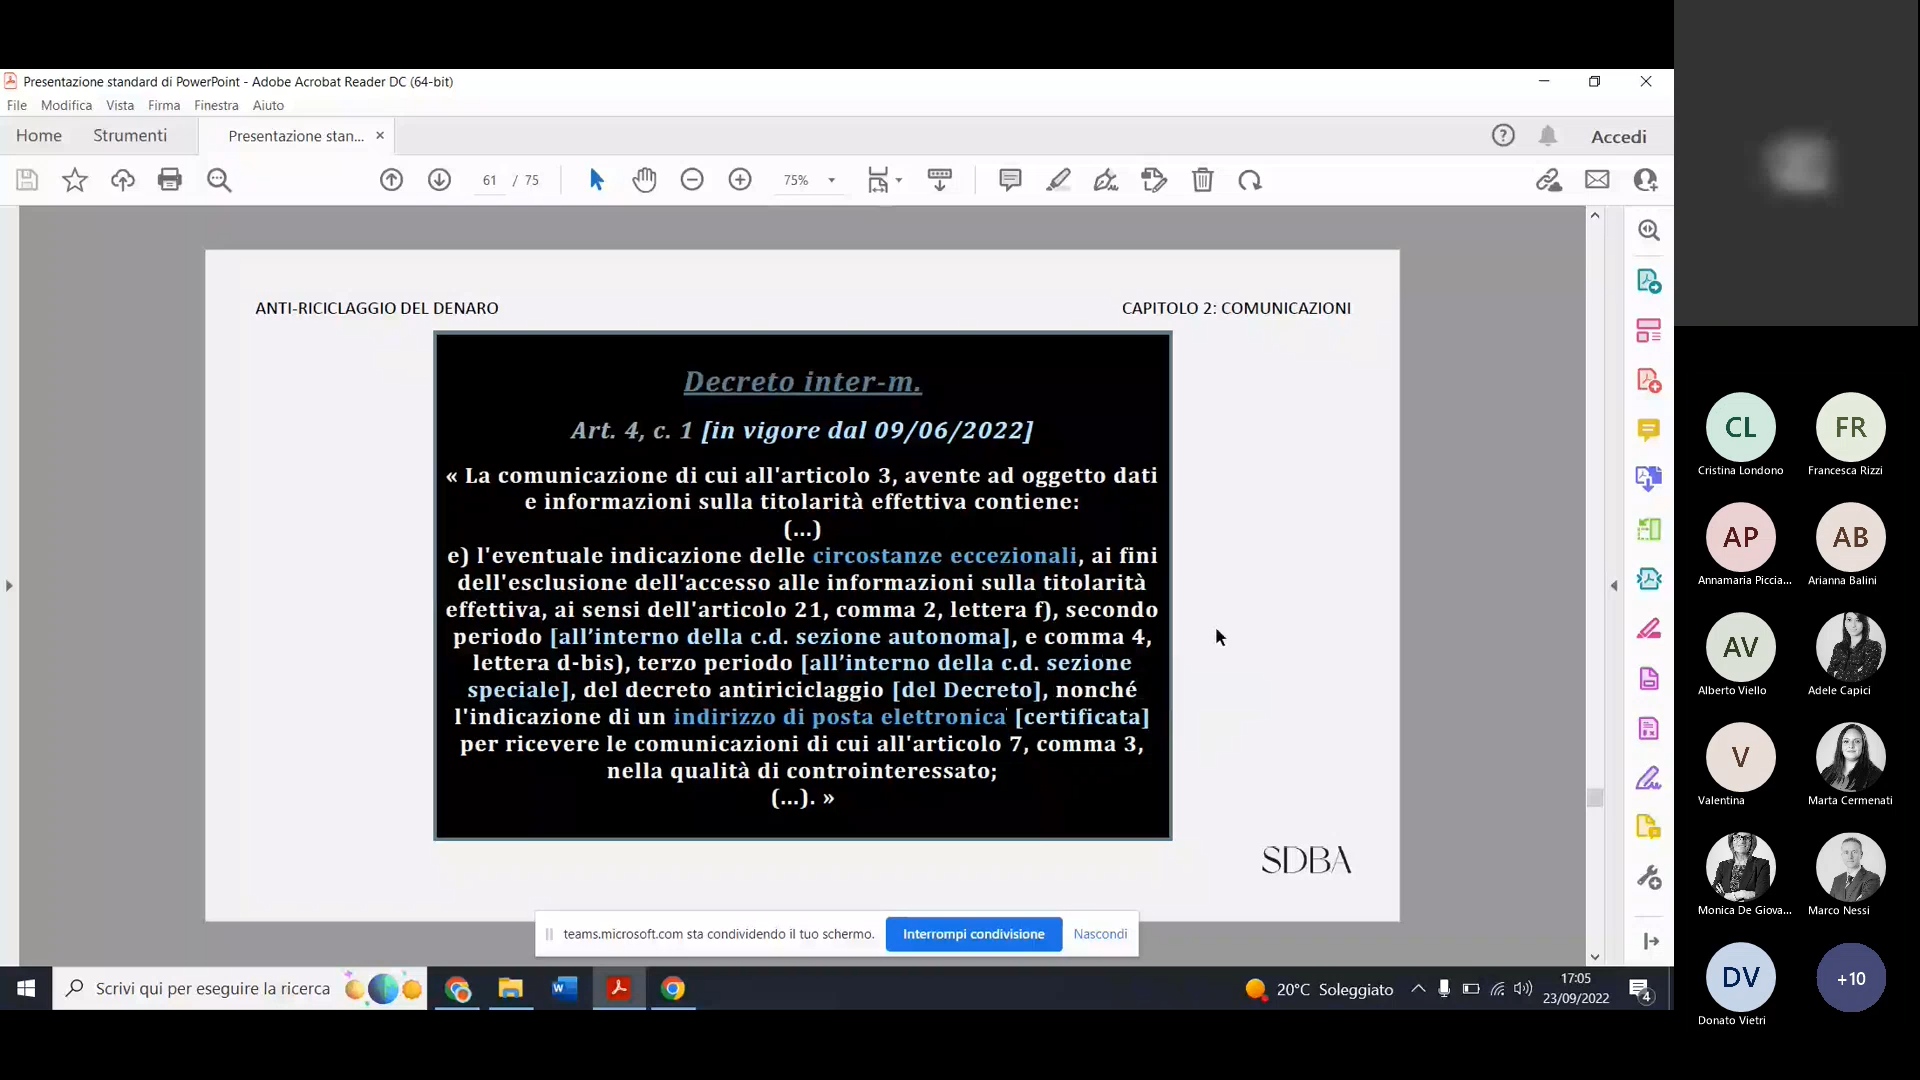 Presentazione standard di PowerPoint - Adobe Acrobat Reader DC (64-bit)
File Modifica Vista Firma Finestra Aiuto
Home Strumenti Presentazione stan... × Accedi
61 / 75 75%
ANTI-RICICLAGGIO DEL DENARO CAPITOLO 2: COMUNICAZIONI
Decreto inter-m.
Art. 4, c. 1 [in vigore dal 09/06/2022]
« La comunicazione di cui all'articolo 3, avente ad oggetto dati
e informazioni sulla titolarità effettiva contiene:
(...)
e) l'eventuale indicazione delle circostanze eccezionali, ai fini
dell'esclusione dell'accesso alle informazioni sulla titolarità
effettiva, ai sensi dell'articolo 21, comma 2, lettera f), secondo
periodo [all’interno della c.d. sezione autonoma], e comma 4,
lettera d-bis), terzo periodo [all’interno della c.d. sezione
speciale], del decreto antiriciclaggio [del Decreto], nonché
l'indicazione di un indirizzo di posta elettronica [certificata]
per ricevere le comunicazioni di cui all'articolo 7, comma 3,
nella qualità di controinteressato;
(...). »
SDBA
teams.microsoft.com sta condividendo il tuo schermo. Interrompi condivisione Nascondi
Scrivi qui per eseguire la ricerca
20°C Soleggiato
17:05
23/09/2022
4
CL FR
Cristina Londono Francesca Rizzi
AP AB
Annamaria Piccia... Arianna Balini
AV
Alberto Viello Adele Capici
V
Valentina Marta Cermenati
Monica De Giova... Marco Nessi
DV +10
Donato Vietri